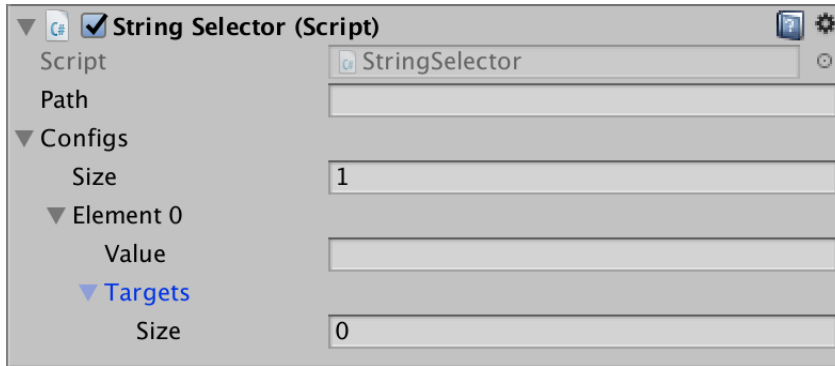 C# String Selector (Script)
Script C# StringSelector
Path
Configs
Size 1
Element 0
Value
Targets
Size 0